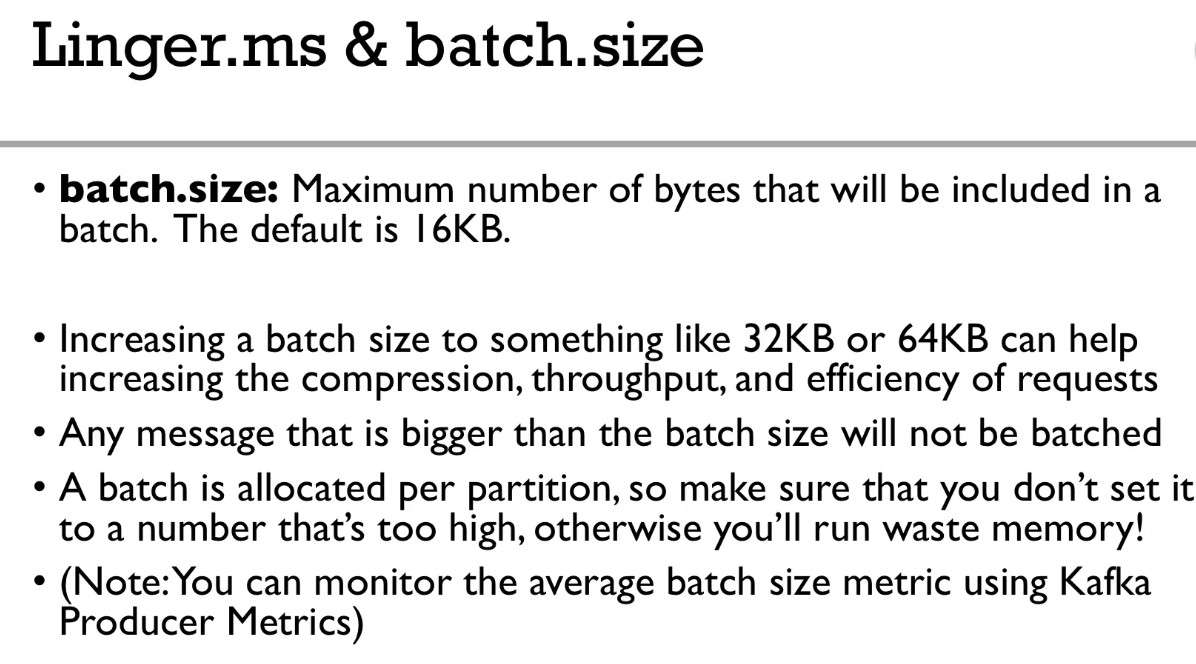 Linger.ms & batch.size
• batch.size: Maximum number of bytes that will be included in a
batch. The default is 16KB.
• Increasing a batch size to something like 32KB or 64KB can help
increasing the compression, throughput, and efficiency of requests
• Any message that is bigger than the batch size will not be batched
• A batch is allocated per partition, so make sure that you don’t set it
to a number that’s too high, otherwise you’ll run waste memory!
• (Note: You can monitor the average batch size metric using Kafka
Producer Metrics)